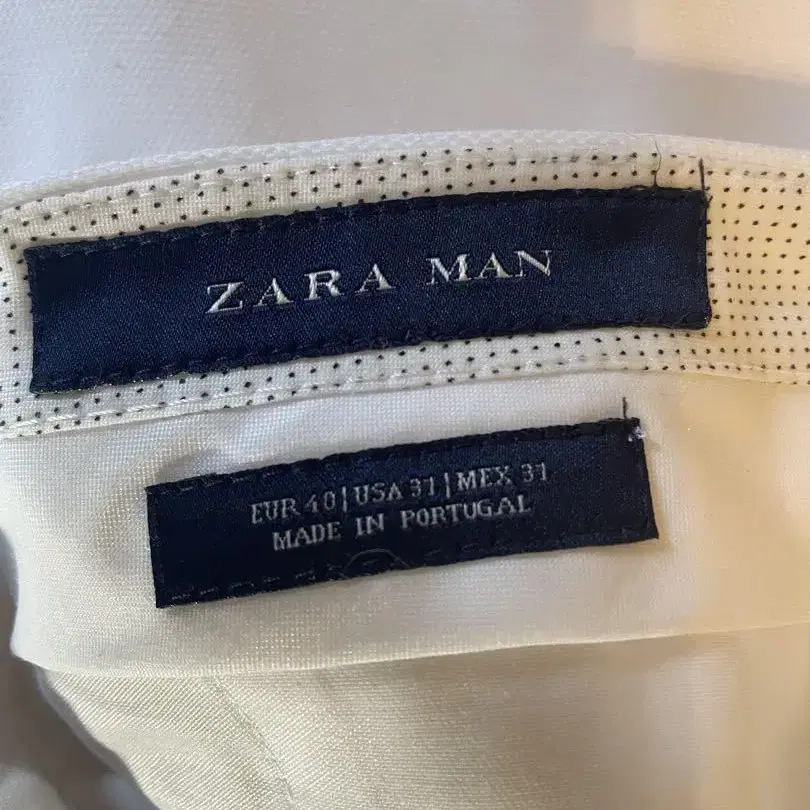 ZARA MAN
EUR 40 | USA 31 | MEX 31
MADE IN PORTUGAL